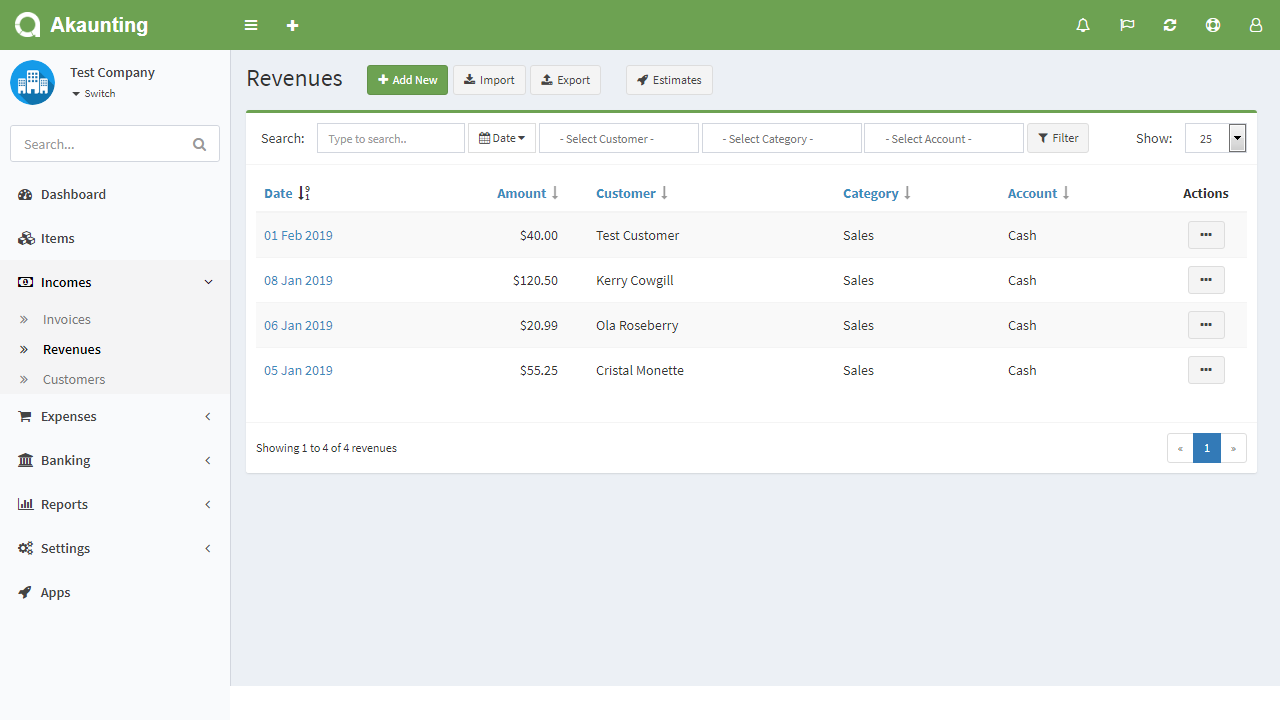 Akaunting
Test Company
Switch
Search...
Dashboard
Items
Incomes
Invoices
Revenues
Customers
Expenses
Banking
Reports
Settings
Apps
Revenues Add New Import Export Estimates
Search: Type to search.. Date - Select Customer - - Select Category - - Select Account - Filter Show: 25
Date Amount Customer Category Account Actions
01 Feb 2019 $40.00 Test Customer Sales Cash
08 Jan 2019 $120.50 Kerry Cowgill Sales Cash
06 Jan 2019 $20.99 Ola Roseberry Sales Cash
05 Jan 2019 $55.25 Cristal Monette Sales Cash
Showing 1 to 4 of 4 revenues « 1 »